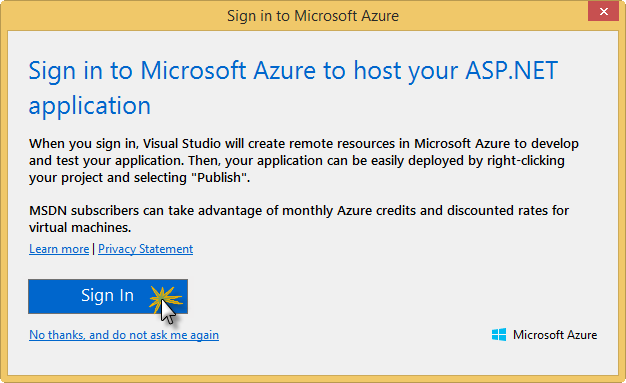 Sign in to Microsoft Azure
Sign in to Microsoft Azure to host your ASP.NET
application
When you sign in, Visual Studio will create remote resources in Microsoft Azure to develop
and test your application. Then, your application can be easily deployed by right-clicking
your project and selecting "Publish".
MSDN subscribers can take advantage of monthly Azure credits and discounted rates for
virtual machines.
Learn more | Privacy Statement
Sign In
No thanks, and do not ask me again
Microsoft Azure